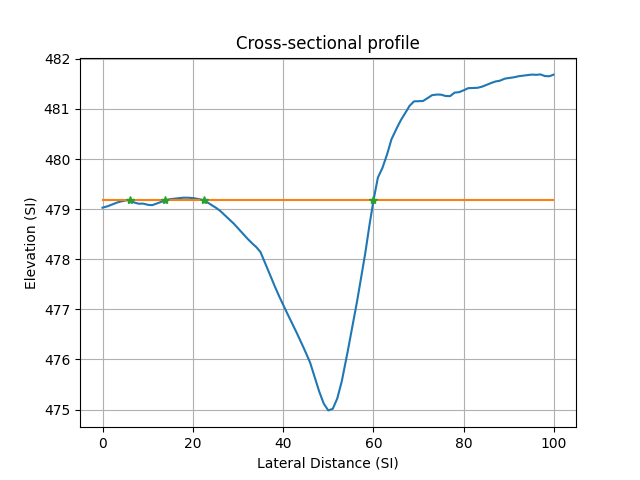 Cross-sectional profile
482
481
480
479
478
477
476
475
Elevation (SI)
0 20 40 60 80 100
Lateral Distance (SI)